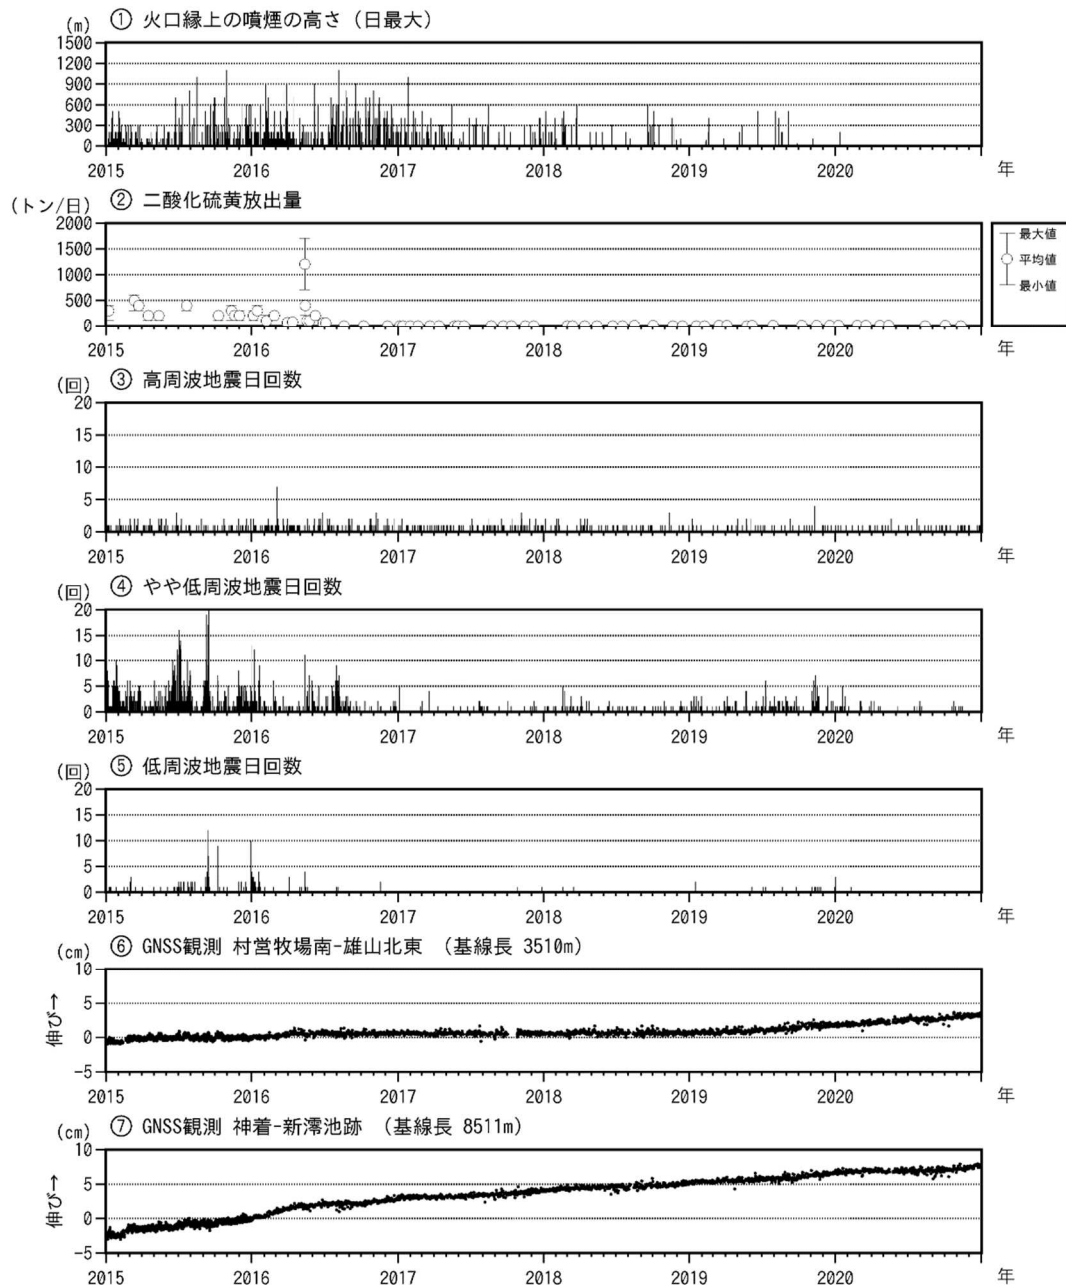 (m) ① 火口縁上の噴煙の高さ (日最大)
1500
1200
900
600
300
0
2015 2016 2017 2018 2019 2020 年
(トン/日) ② 二酸化硫黄放出量
2000
1500
1000
500
0
最大値
平均値
最小値
2015 2016 2017 2018 2019 2020 年
(回) ③ 高周波地震日回数
20
15
10
5
0
2015 2016 2017 2018 2019 2020 年
(回) ④ やや低周波地震日回数
20
15
10
5
0
2015 2016 2017 2018 2019 2020 年
(回) ⑤ 低周波地震日回数
20
15
10
5
0
2015 2016 2017 2018 2019 2020 年
(cm) ⑥ GNSS観測 村営牧場南-雄山北東 (基線長 3510m)
10
5
0
-5
伸び→
2015 2016 2017 2018 2019 2020 年
(cm) ⑦ GNSS観測 神着-新澪池跡 (基線長 8511m)
10
5
0
-5
伸び→
2015 2016 2017 2018 2019 2020 年